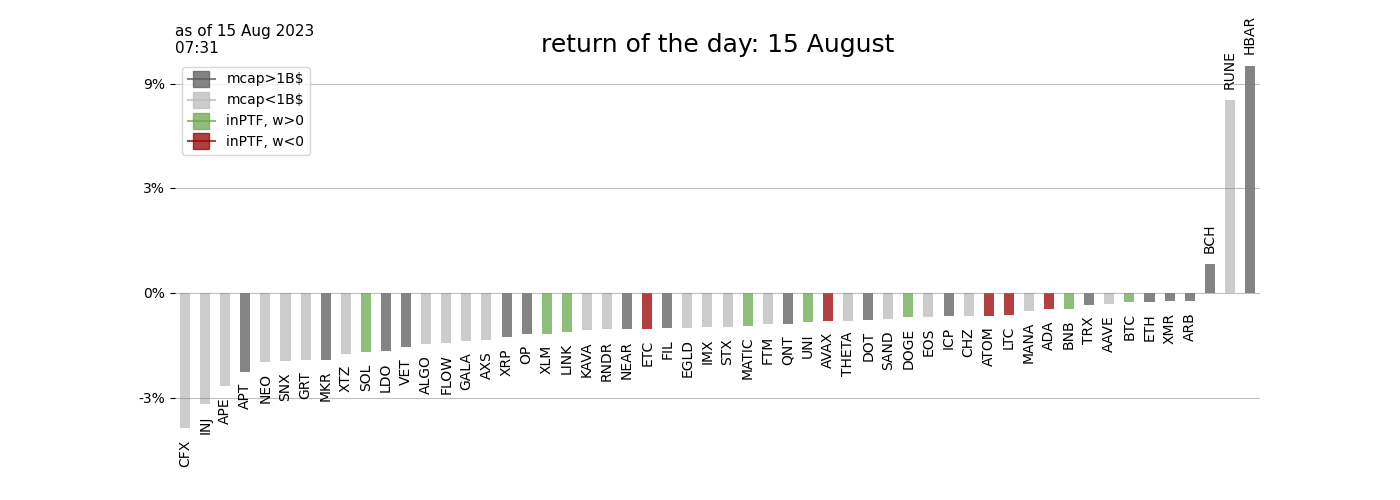 as of 15 Aug 2023
07:31
return of the day: 15 August
mcap>1B$
mcap<1B$
inPTF, w>0
inPTF, w<0
9%
3%
0%
-3%
CFX
INJ
APE
APT
NEO
SNX
GRT
MKR
XTZ
SOL
LDO
VET
ALGO
FLOW
GALA
AXS
XRP
OP
XLM
LINK
KAVA
RNDR
NEAR
ETC
FIL
EGLD
IMX
STX
MATIC
FTM
QNT
UNI
AVAX
THETA
DOT
SAND
DOGE
EOS
ICP
CHZ
ATOM
LTC
MANA
ADA
BNB
TRX
AAVE
BTC
ETH
XMR
ARB
BCH
RUNE
HBAR